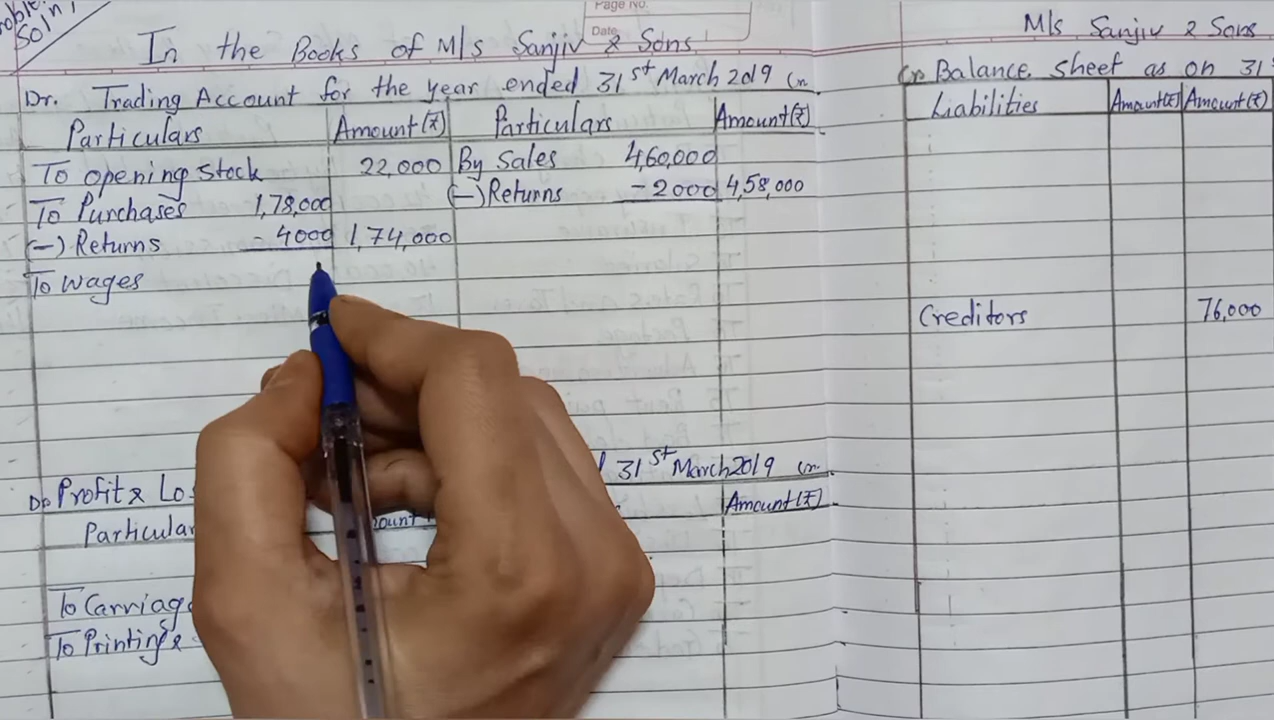 Soln,
Page No.
Date
In the Books of M/s Sanjiv & Sons
Dr. Trading Account for the year ended 31st March 2019 Cr.
Particulars Amount(₹) Particulars Amount(₹)
To opening Stock 22,000 By Sales 4,60,000
To Purchases 1,78,000 (-) Returns - 2000 4,58,000
(-) Returns - 4000 1,74,000
To wages
31st March 2019 Cr.
Dr. Profit &
Particular Amount(₹)
To
To Printing &
M/s Sanjiv & Sons
Balance Sheet as on 31
Liabilities Amount(₹) Amount(₹)
Creditors 76,000